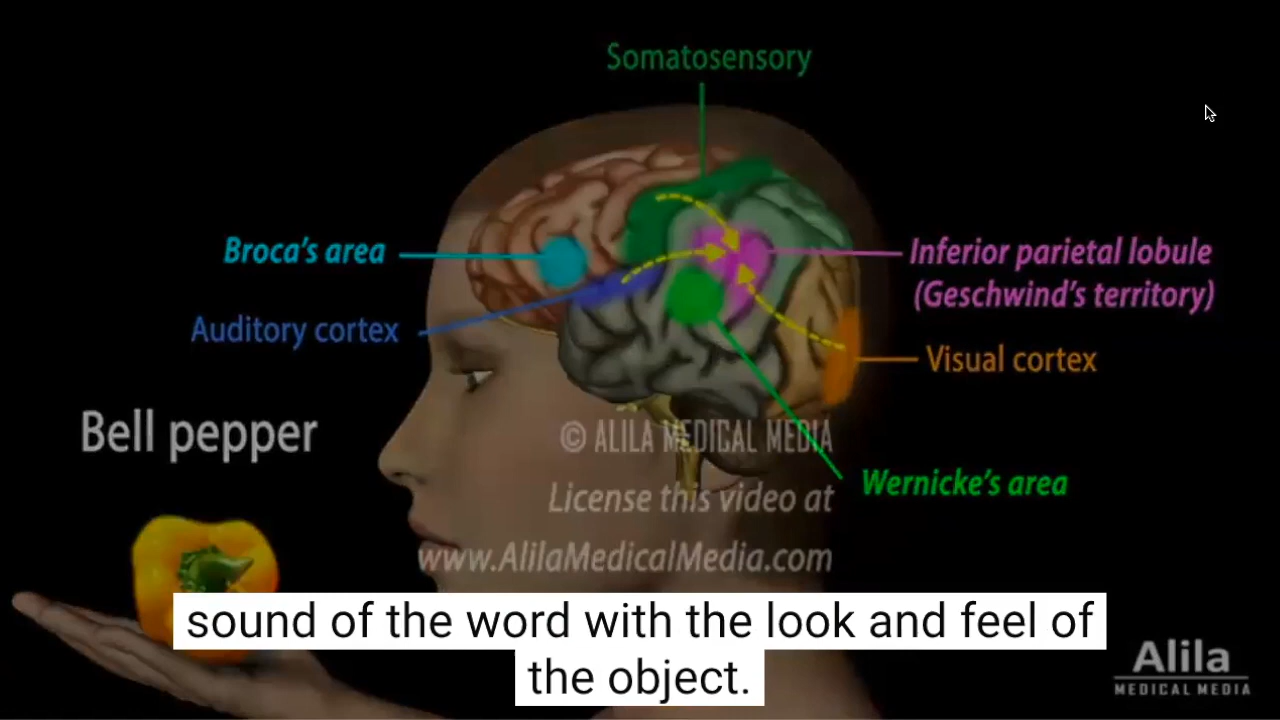 Somatosensory
Broca's area
Inferior parietal lobule
(Geschwind's territory)
Auditory cortex
Visual cortex
Bell pepper
© ALILA MEDICAL MEDIA
License this video at
www.AlilaMedicalMedia.com
Wernicke's area
sound of the word with the look and feel of
the object.
Alila
MEDICAL MEDIA